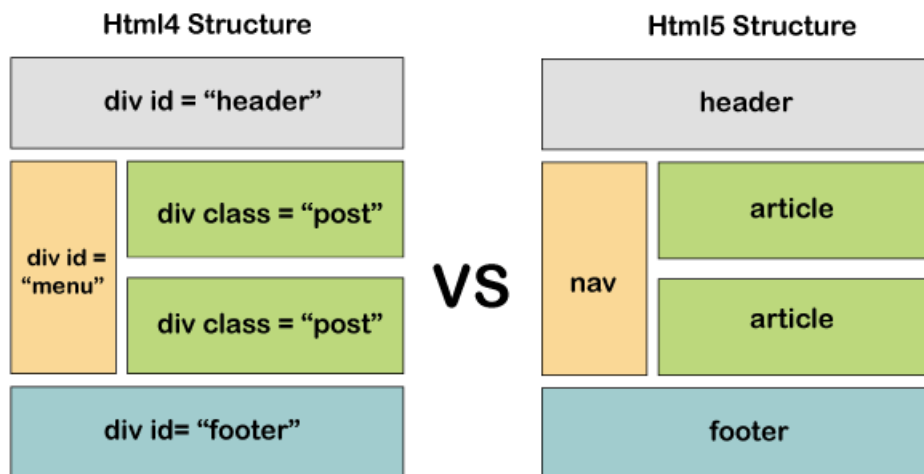 Html4 Structure
div id = “header”
div id =
“menu”
div class = “post”
div class = “post”
div id= “footer”
VS
Html5 Structure
header
nav
article
article
footer